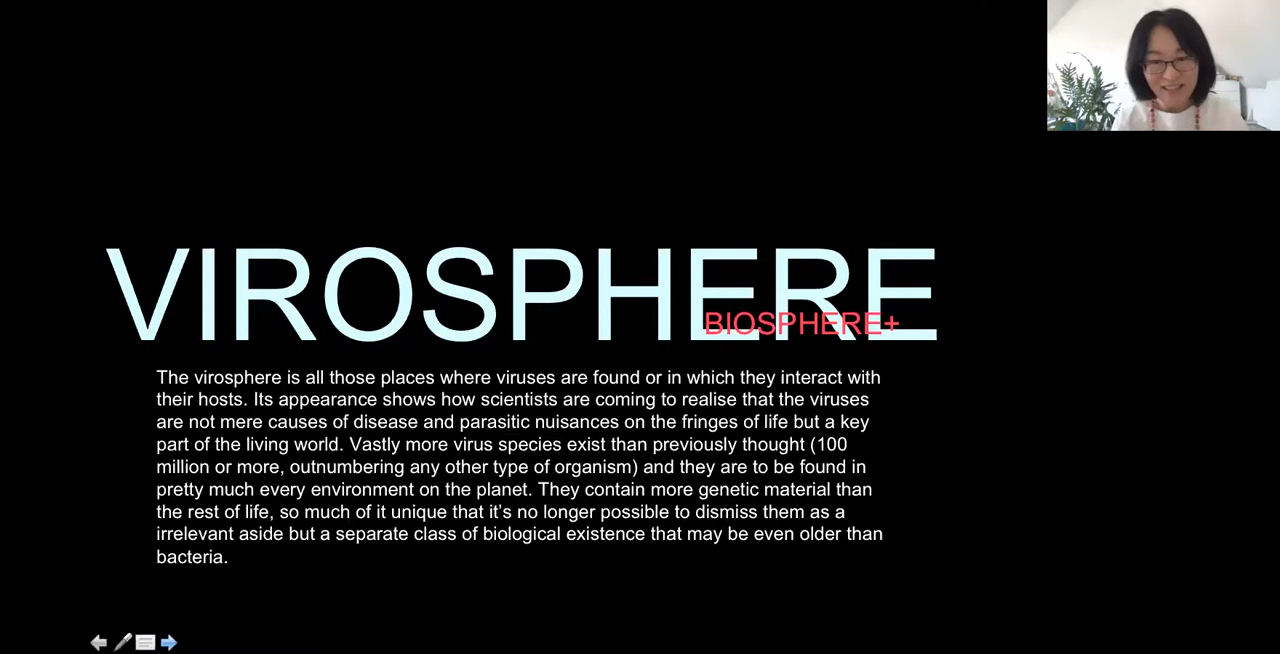 VIROSPHERE
BIOSPHERE+
The virosphere is all those places where viruses are found or in which they interact with
their hosts. Its appearance shows how scientists are coming to realise that the viruses
are not mere causes of disease and parasitic nuisances on the fringes of life but a key
part of the living world. Vastly more virus species exist than previously thought (100
million or more, outnumbering any other type of organism) and they are to be found in
pretty much every environment on the planet. They contain more genetic material than
the rest of life, so much of it unique that it’s no longer possible to dismiss them as a
irrelevant aside but a separate class of biological existence that may be even older than
bacteria.